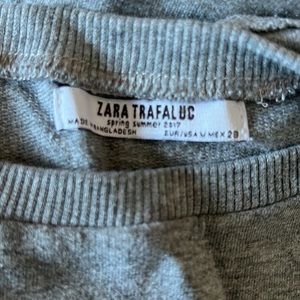 ZARA TRAFALUC
spring summer 2017
MADE IN BANGLADESH EUR/USA M MEX 28